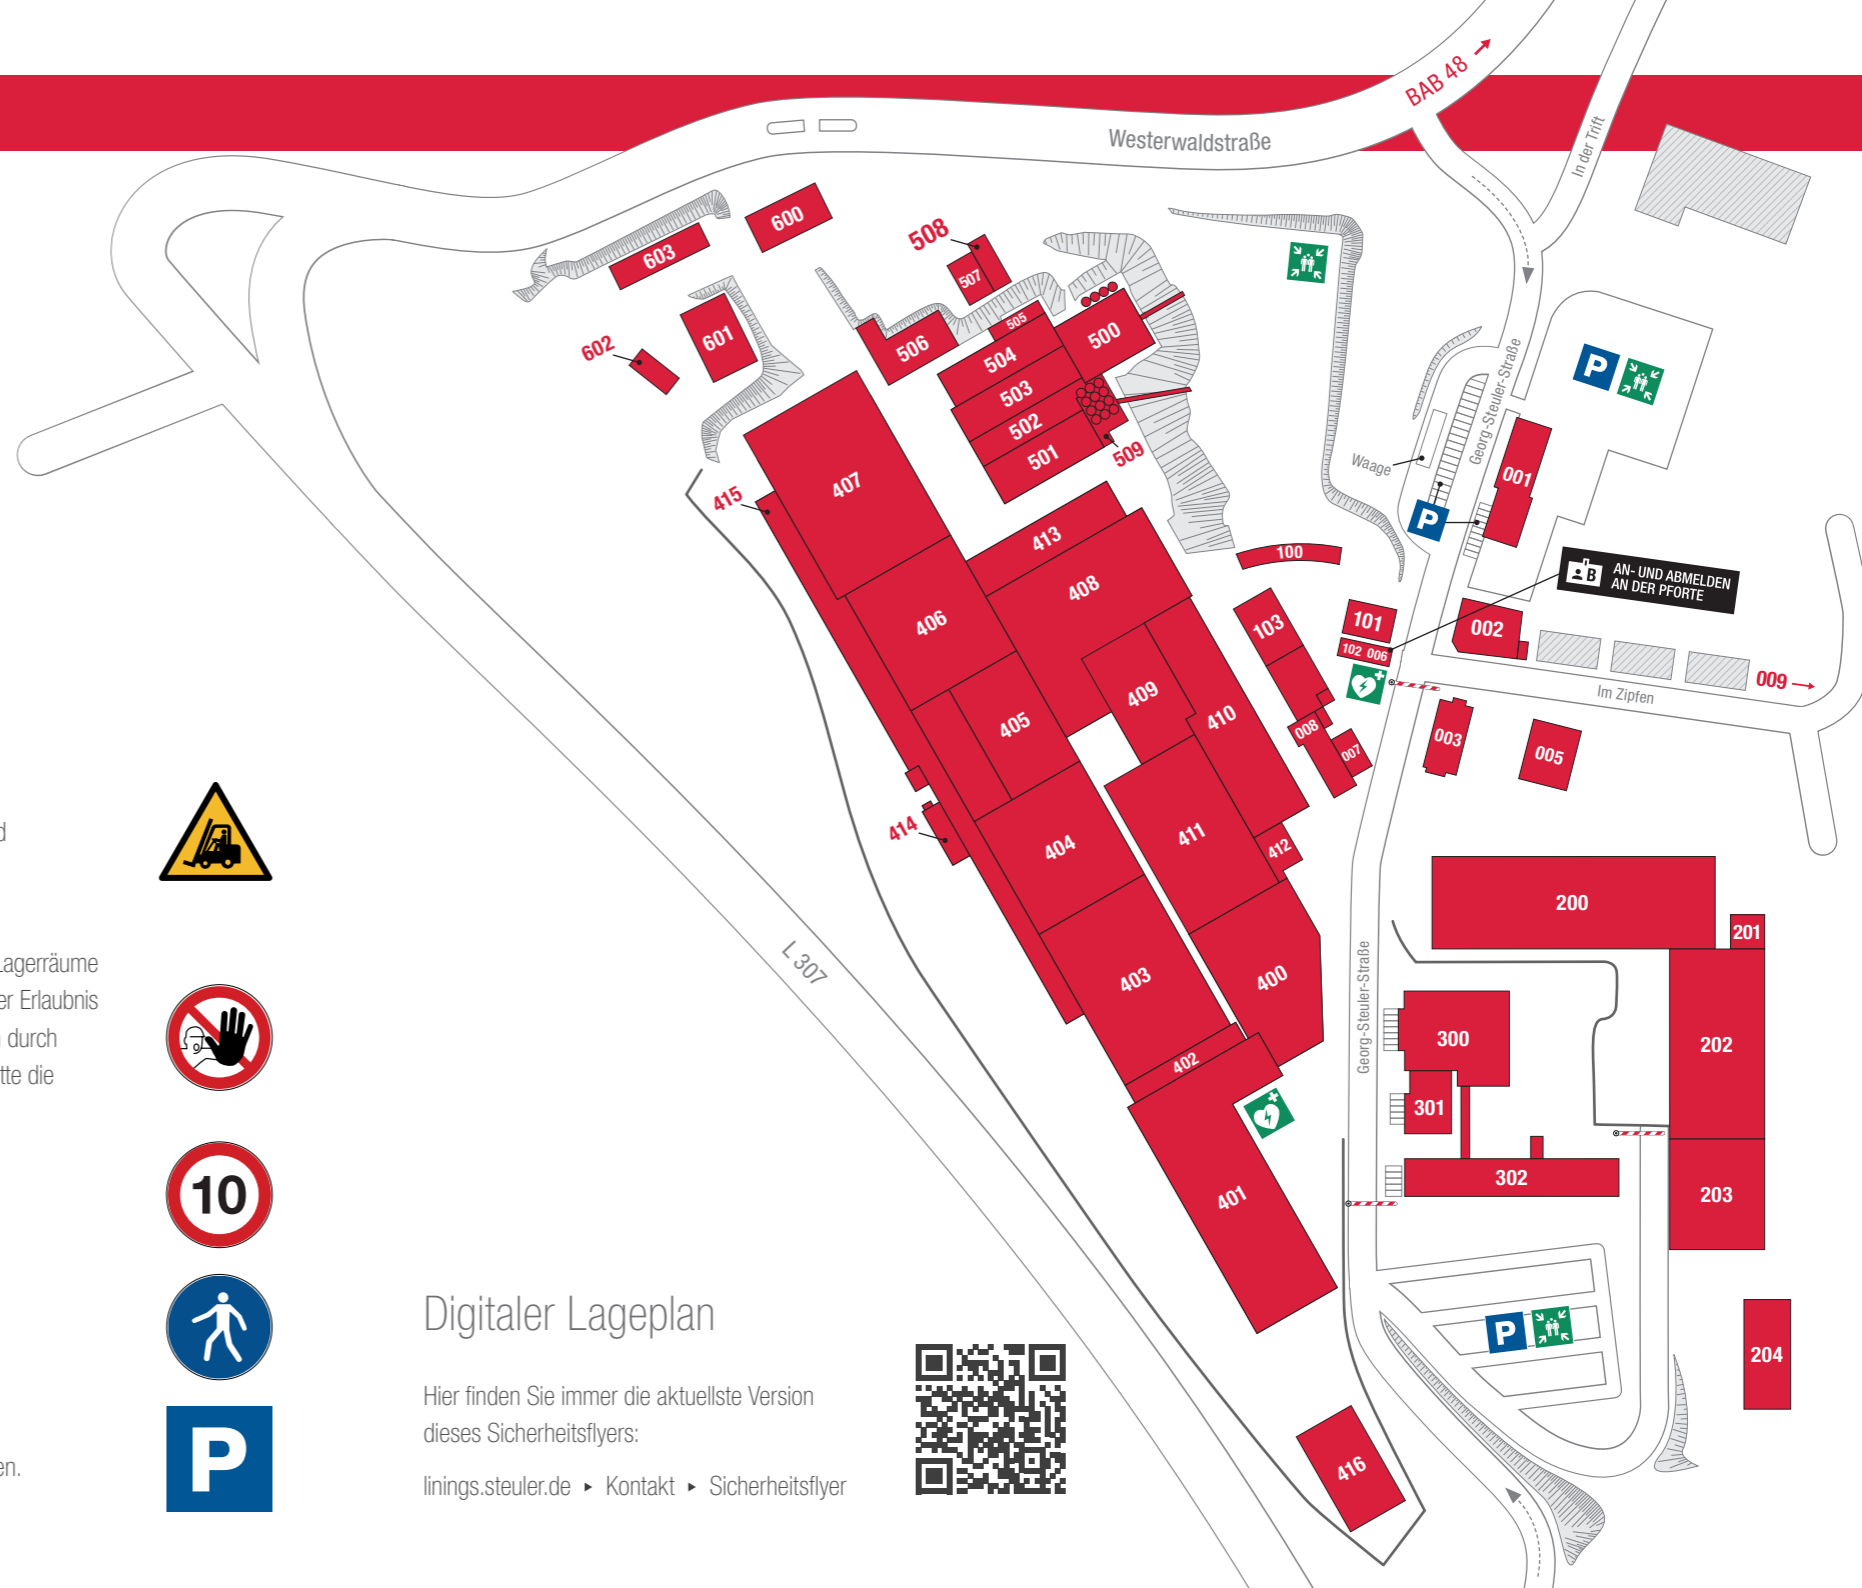 BAB 48
Westerwaldstraße
In der Trift
600
603
508
507
602
601
506
505
500
504
503
502
501
509
Georg-Steuler-Straße
P
Waage
001
P
415
407
413
408
100
AN- UND ABMELDEN
AN DER PFORTE
B
406
103
101
102 006
002
009
Im Zipfen
409
405
410
008
007
003
005
414
404
411
412
200
201
L 307
403
400
Georg-Steuler-Straße
300
202
402
301
302
401
203
P
204
416
d
Lagerräume
er Erlaubnis
durch
tte die
10
P
en.
Digitaler Lageplan
Hier finden Sie immer die aktuellste Version
dieses Sicherheitsflyers:
linings.steuler.de ▸ Kontakt ▸ Sicherheitsflyer